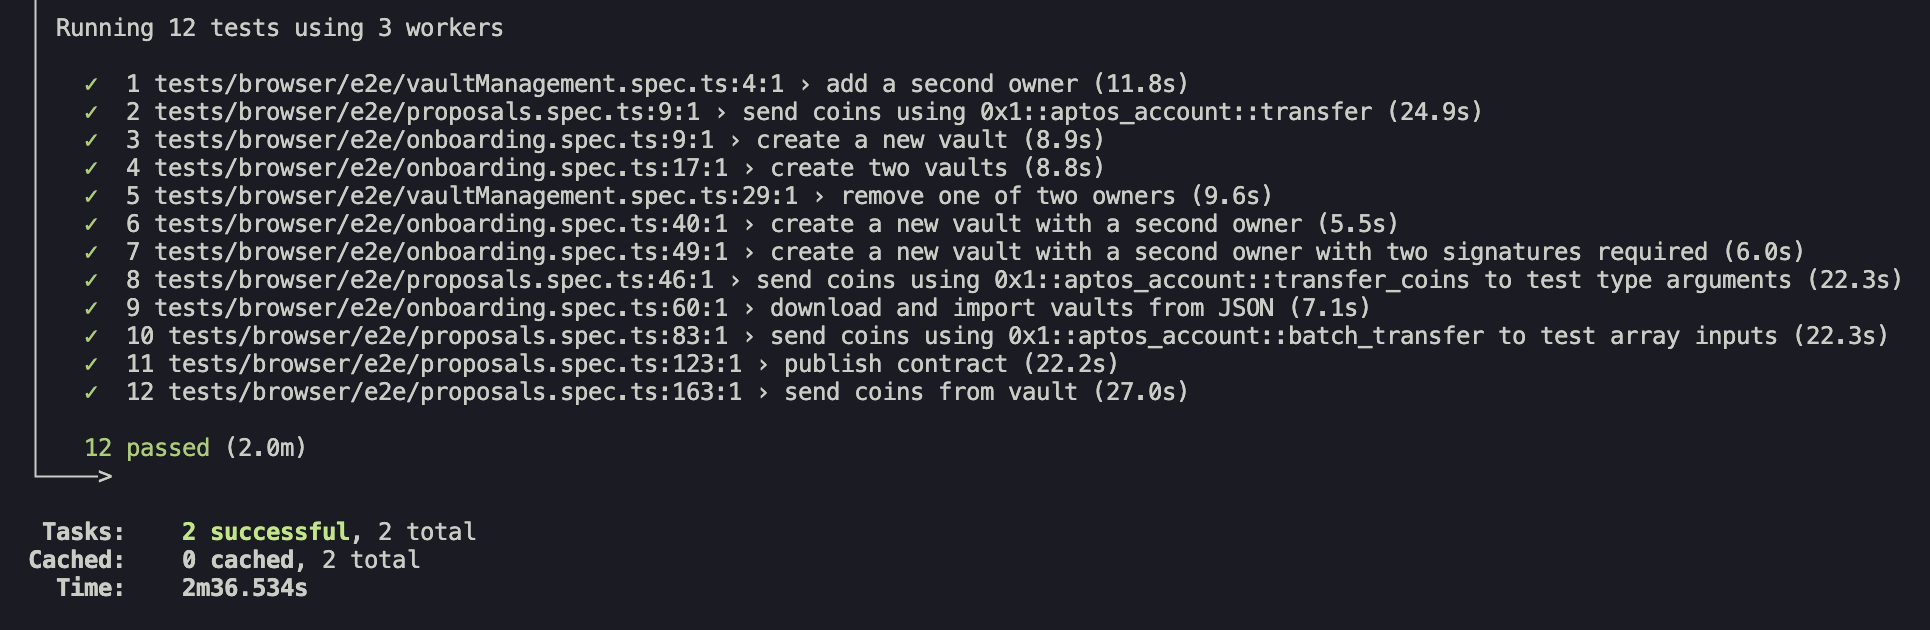 Running 12 tests using 3 workers
✓ 1 tests/browser/e2e/vaultManagement.spec.ts:4:1 › add a second owner (11.8s)
✓ 2 tests/browser/e2e/proposals.spec.ts:9:1 › send coins using 0x1::aptos_account::transfer (24.9s)
✓ 3 tests/browser/e2e/onboarding.spec.ts:9:1 › create a new vault (8.9s)
✓ 4 tests/browser/e2e/onboarding.spec.ts:17:1 › create two vaults (8.8s)
✓ 5 tests/browser/e2e/vaultManagement.spec.ts:29:1 › remove one of two owners (9.6s)
✓ 6 tests/browser/e2e/onboarding.spec.ts:40:1 › create a new vault with a second owner (5.5s)
✓ 7 tests/browser/e2e/onboarding.spec.ts:49:1 › create a new vault with a second owner with two signatures required (6.0s)
✓ 8 tests/browser/e2e/proposals.spec.ts:46:1 › send coins using 0x1::aptos_account::transfer_coins to test type arguments (22.3s)
✓ 9 tests/browser/e2e/onboarding.spec.ts:60:1 › download and import vaults from JSON (7.1s)
✓ 10 tests/browser/e2e/proposals.spec.ts:83:1 › send coins using 0x1::aptos_account::batch_transfer to test array inputs (22.3s)
✓ 11 tests/browser/e2e/proposals.spec.ts:123:1 › publish contract (22.2s)
✓ 12 tests/browser/e2e/proposals.spec.ts:163:1 › send coins from vault (27.0s)
12 passed (2.0m)
Tasks: 2 successful, 2 total
Cached: 0 cached, 2 total
Time: 2m36.534s